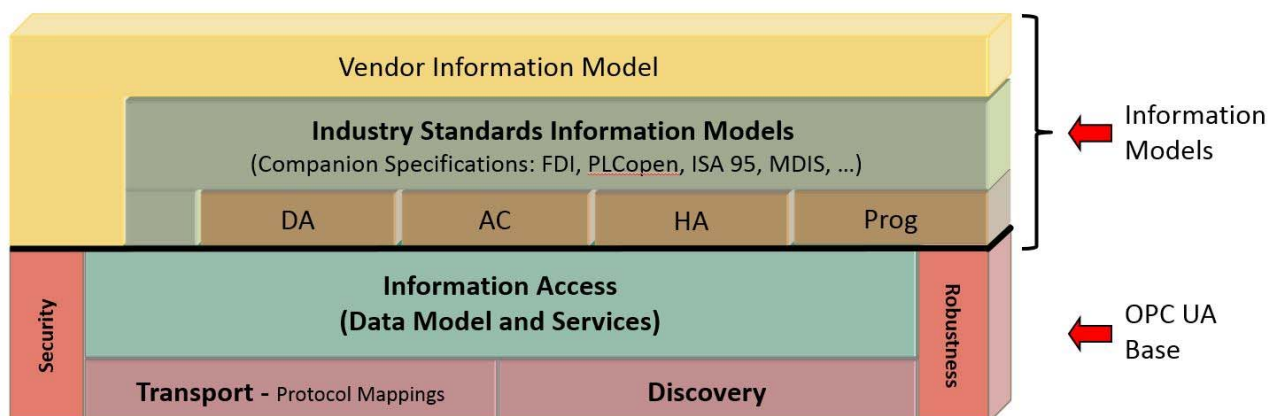 Vendor Information Model
Industry Standards Information Models
(Companion Specifications: FDI, PLCopen, ISA 95, MDIS, ...)
DA
AC
HA
Prog
Information
Models
Security
Information Access
(Data Model and Services)
Robustness
OPC UA
Base
Transport - Protocol Mappings
Discovery